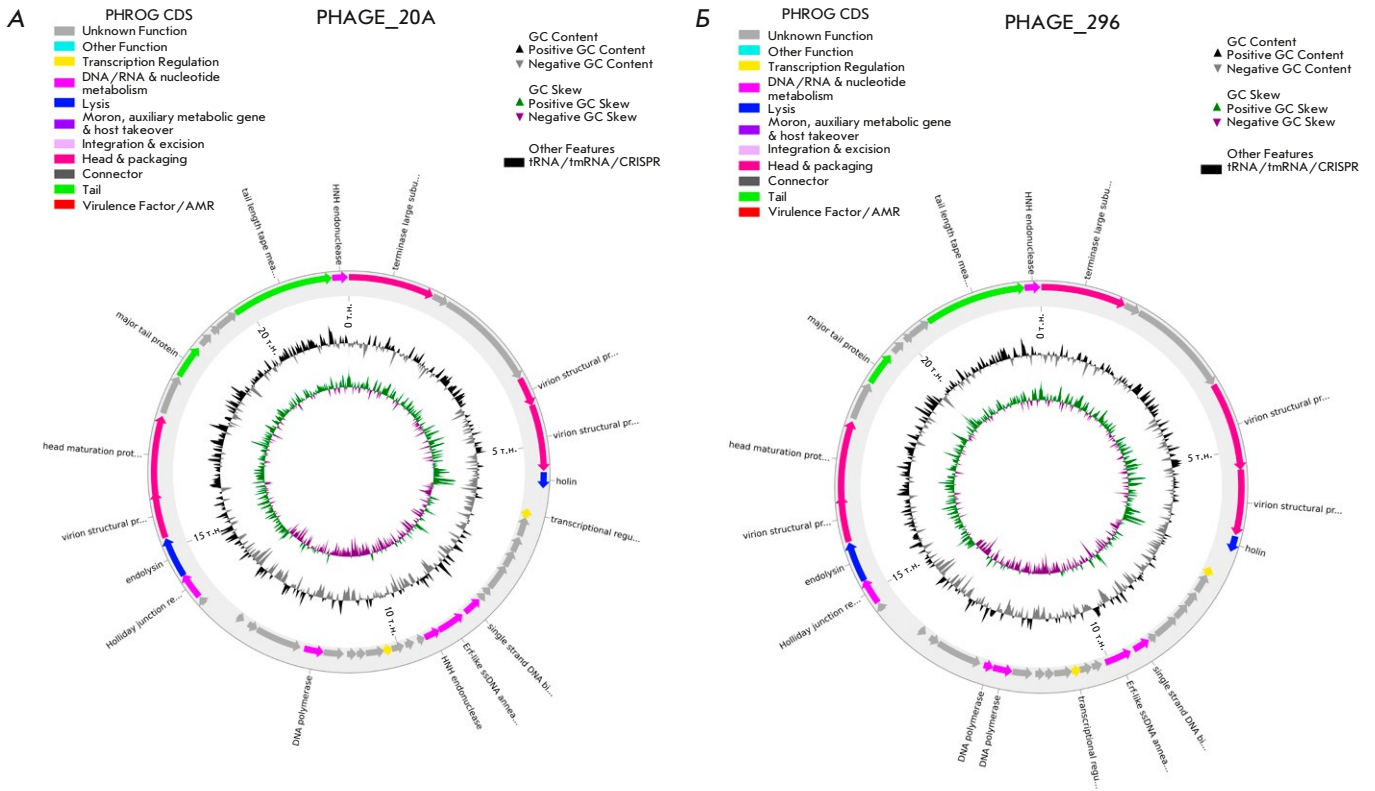 А
PHAGE_20A
PHROG CDS
Unknown Function
Other Function
Transcription Regulation
DNA/RNA & nucleotide
metabolism
Lysis
Moron, auxiliary metabolic gene
& host takeover
Integration & excision
Head & packaging
Connector
Tail
Virulence Factor/AMR
GC Content
Positive GC Content
Negative GC Content
GC Skew
Positive GC Skew
Negative GC Skew
Other Features
tRNA/tmRNA/CRISPR
HNH endonuclease
terminase large subu...
virion structural pr...
virion structural pr...
holin
transcriptional regu...
single strand DNA bi...
Erf-like ssDNA annea...
HNH endonuclease
DNA polymerase
Holliday junction re...
endolysin
virion structural pr...
head maturation prot...
major tail protein
tail length tape mea...
0 т.н.
5 т.н.
10 т.н.
15 т.н.
20 т.н.
Б
PHAGE_296
PHROG CDS
Unknown Function
Other Function
Transcription Regulation
DNA/RNA & nucleotide
metabolism
Lysis
Moron, auxiliary metabolic gene
& host takeover
Integration & excision
Head & packaging
Connector
Tail
Virulence Factor/AMR
GC Content
Positive GC Content
Negative GC Content
GC Skew
Positive GC Skew
Negative GC Skew
Other Features
tRNA/tmRNA/CRISPR
HNH endonuclease
terminase large subu...
virion structural pr...
virion structural pr...
holin
single strand DNA bi...
Erf-like ssDNA annea...
transcriptional regu...
DNA polymerase
DNA polymerase
Holliday junction re...
endolysin
virion structural pr...
head maturation prot...
major tail protein
tail length tape mea...
0 т.н.
5 т.н.
10 т.н.
15 т.н.
20 т.н.